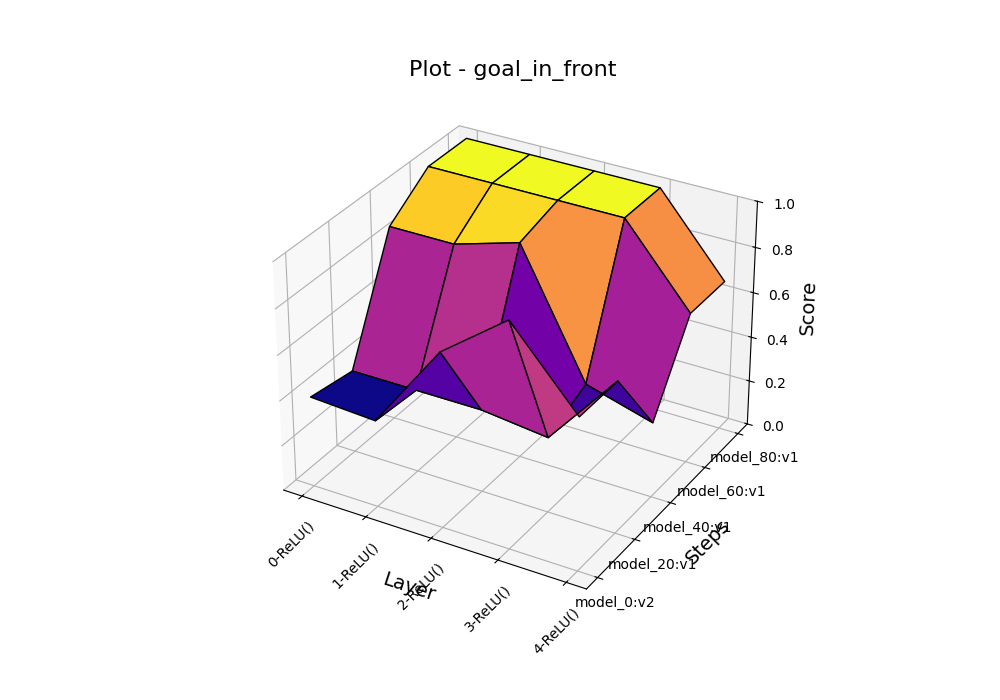 Plot - goal_in_front
1.0
0.8
0.6
0.4
0.2
0.0
Score
model_80:v1
model_60:v1
model_40:v1
model_20:v1
model_0:v2
Steps
0-ReLU()
1-ReLU()
2-ReLU()
3-ReLU()
4-ReLU()
Layer